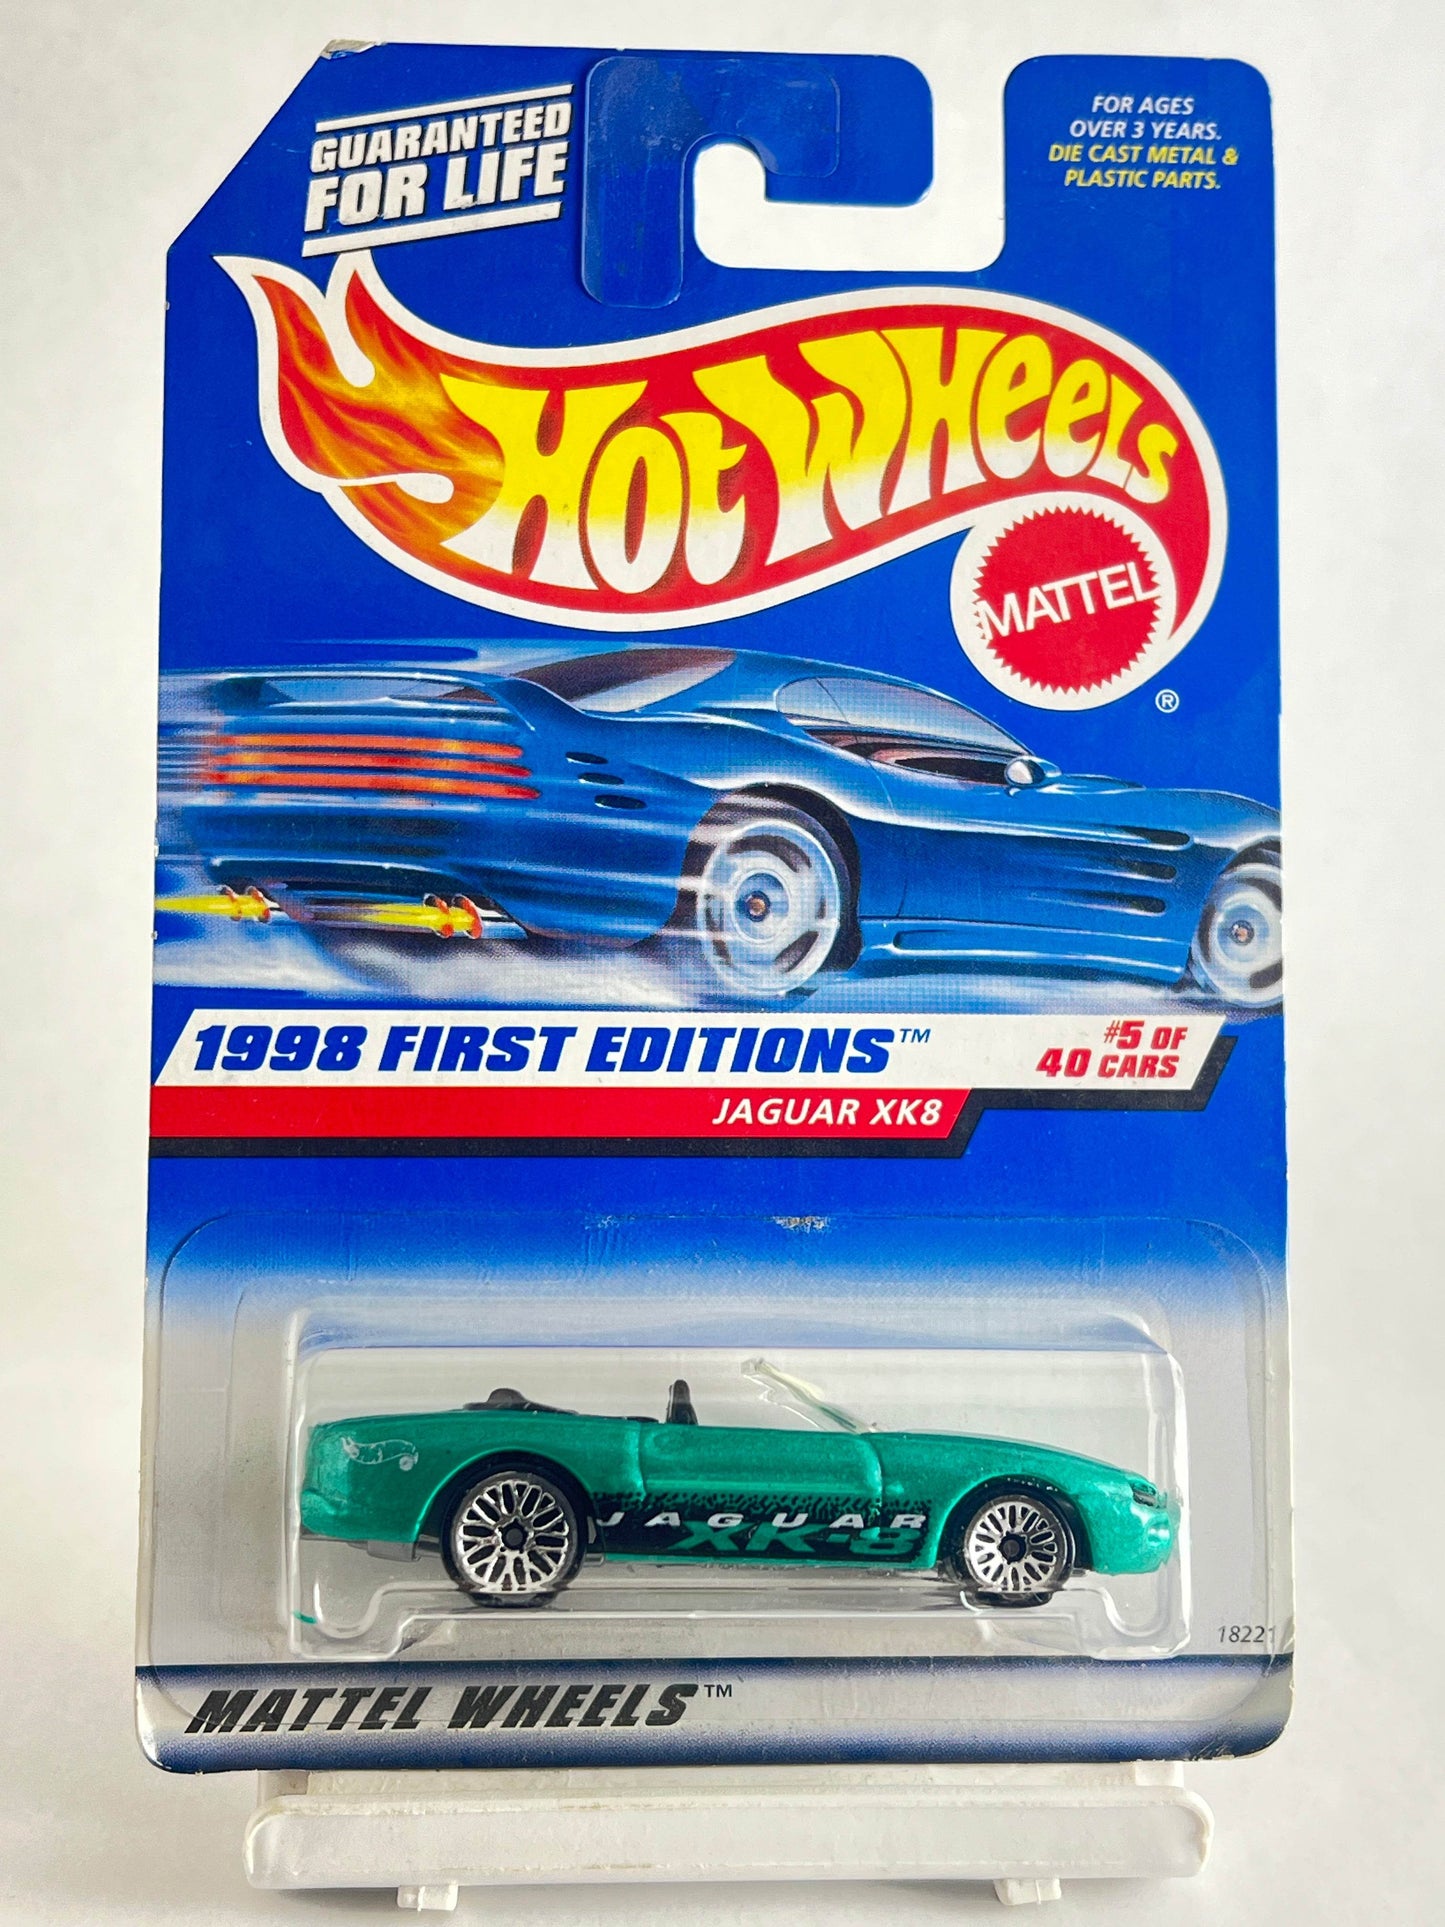 GUARANTEED
FOR LIFE
FOR AGES
OVER 3 YEARS.
DIE CAST METAL &
PLASTIC PARTS.
HOT WHEELS
MATTEL
®
1998 FIRST EDITIONS™
#5 OF
40 CARS
JAGUAR XK8
JAGUAR
XK-8
18221
MATTEL WHEELS™